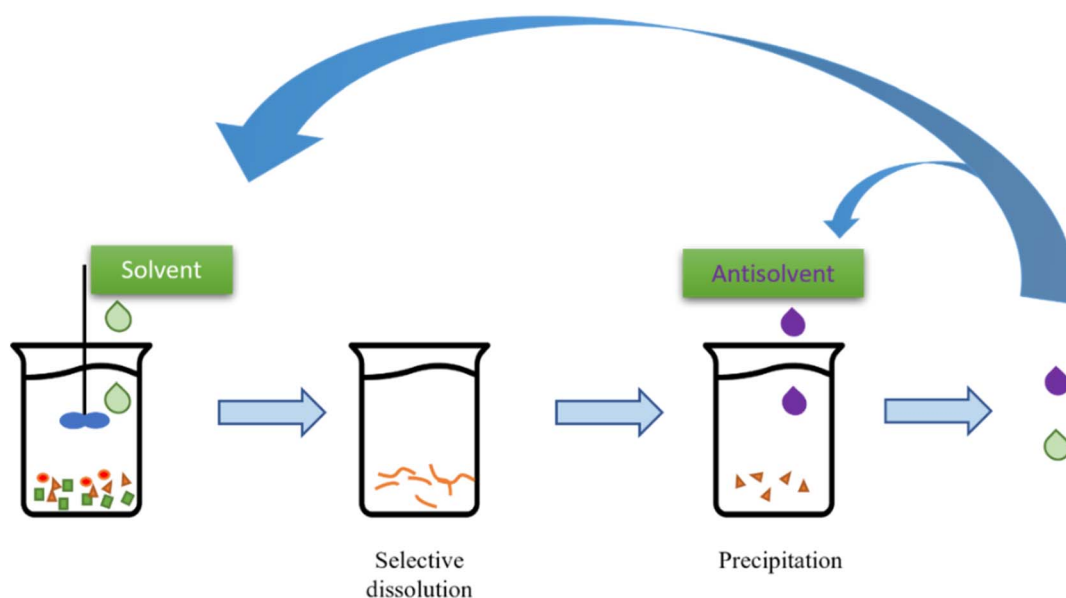 Solvent
Antisolvent
Selective
dissolution
Precipitation